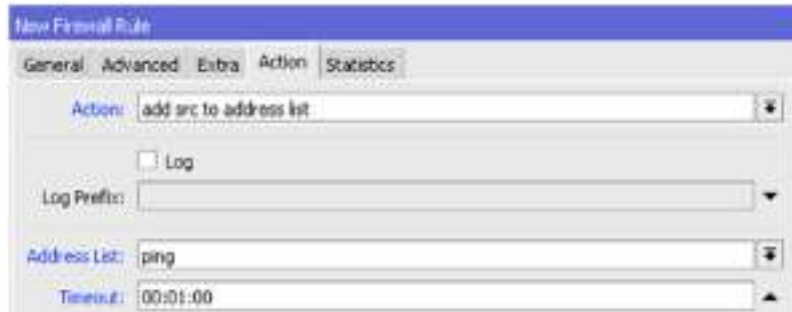 New Firewall Rule
General Advanced Extra Action Statistics
Action: add src to address list
Log
Log Prefix:
Address List: ping
Timeout: 00:01:00